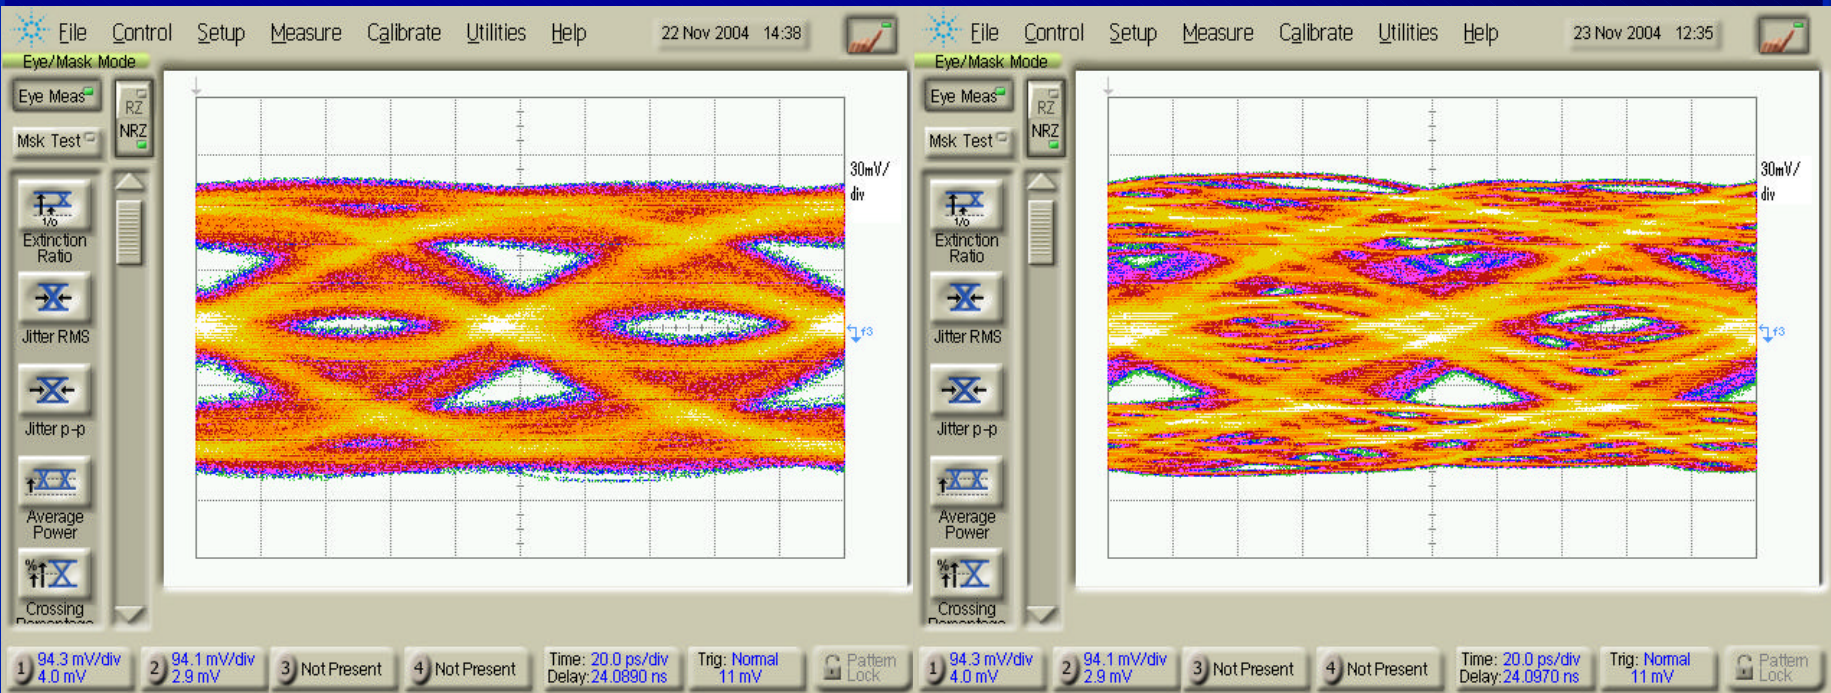 File Control Setup Measure Calibrate Utilities Help 22 Nov 2004 14:38
Eye/Mask Mode
Eye Meas
Msk Test
RZ
NRZ
1/0
Extinction
Ratio
Jitter RMS
Jitter p-p
Average
Power
%
Crossing
Percentage
30mV/
div
f3
1 94.3 mV/div
4.0 mV
2 94.1 mV/div
2.9 mV
3 Not Present
4 Not Present
Time: 20.0 ps/div
Delay:24.0890 ns
Trig: Normal
11 mV
Pattern
Lock
File Control Setup Measure Calibrate Utilities Help 23 Nov 2004 12:35
Eye/Mask Mode
Eye Meas
Msk Test
RZ
NRZ
1/0
Extinction
Ratio
Jitter RMS
Jitter p-p
Average
Power
%
Crossing
Percentage
30mV/
div
f3
1 94.3 mV/div
4.0 mV
2 94.1 mV/div
2.9 mV
3 Not Present
4 Not Present
Time: 20.0 ps/div
Delay:24.0970 ns
Trig: Normal
11 mV
Pattern
Lock